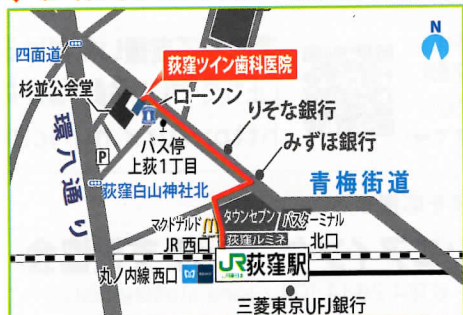 N
四面道
荻窪ツイン歯科医院
杉並公会堂
ローソン
りそな銀行
バス停
上荻1丁目
みずほ銀行
P
環八通り
荻窪白山神社北
青梅街道
マクドナルド
タウンセブン
バスターミナル
JR 西口
荻窪ルミネ
北口
丸ノ内線 西口
JR
荻窪駅
三菱東京UFJ銀行